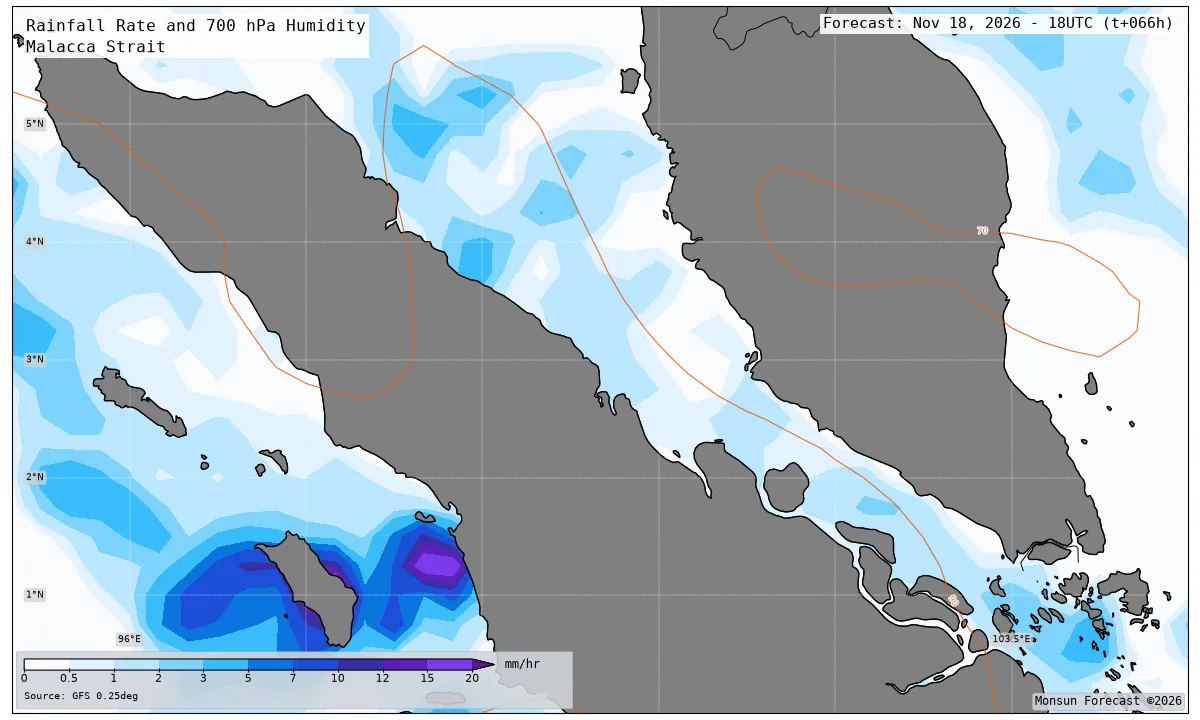 Rainfall Rate and 700 hPa Humidity
Malacca Strait
Forecast: Nov 18, 2026 - 18UTC (t+066h)
5°N
4°N
3°N
2°N
1°N
96°E
103.5°E
70
mm/hr
0 0.5 1 2 3 5 7 10 12 15 20
Source: GFS 0.25deg
Monsun Forecast ©2026